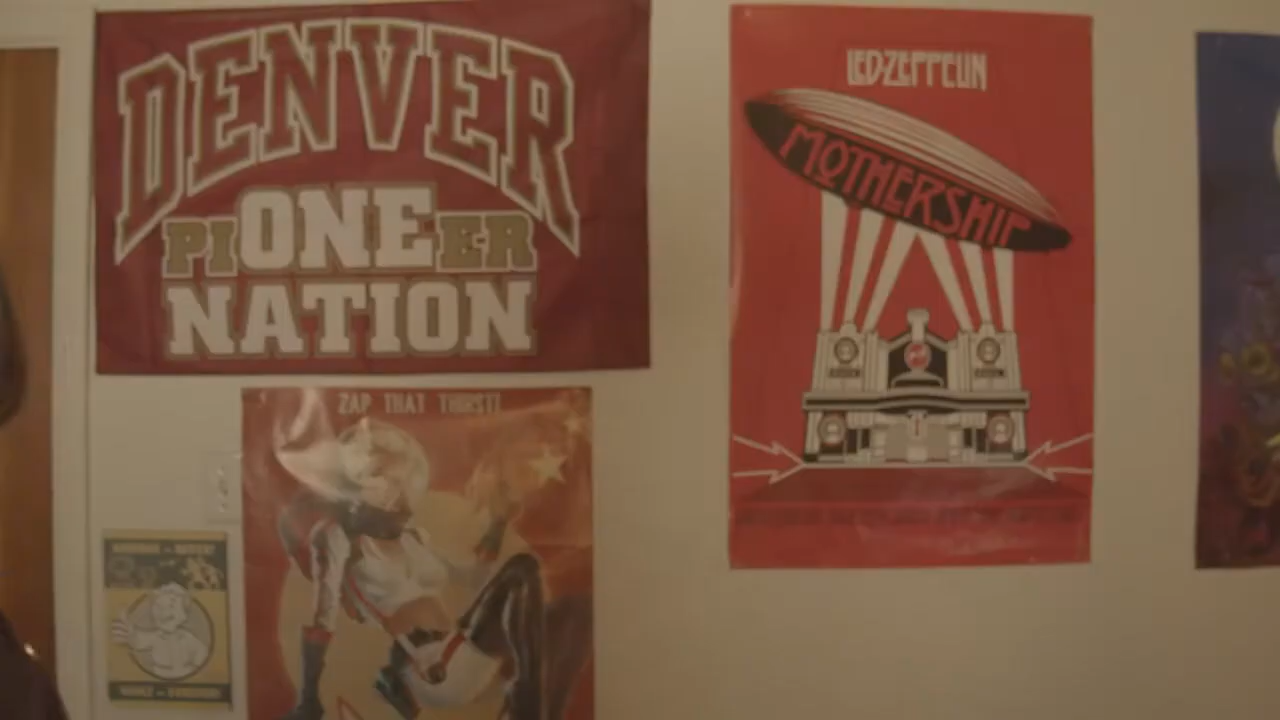 DENVER
PIONEER
NATION
LED-ZEPPELIN
MOTHERSHIP
ZAP THAT THIRST!